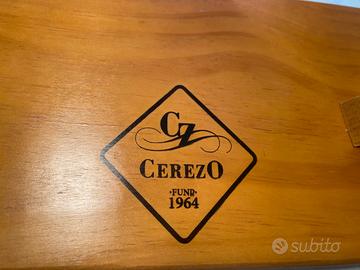 CZ
CEREZO
·FUND·
1964
subito